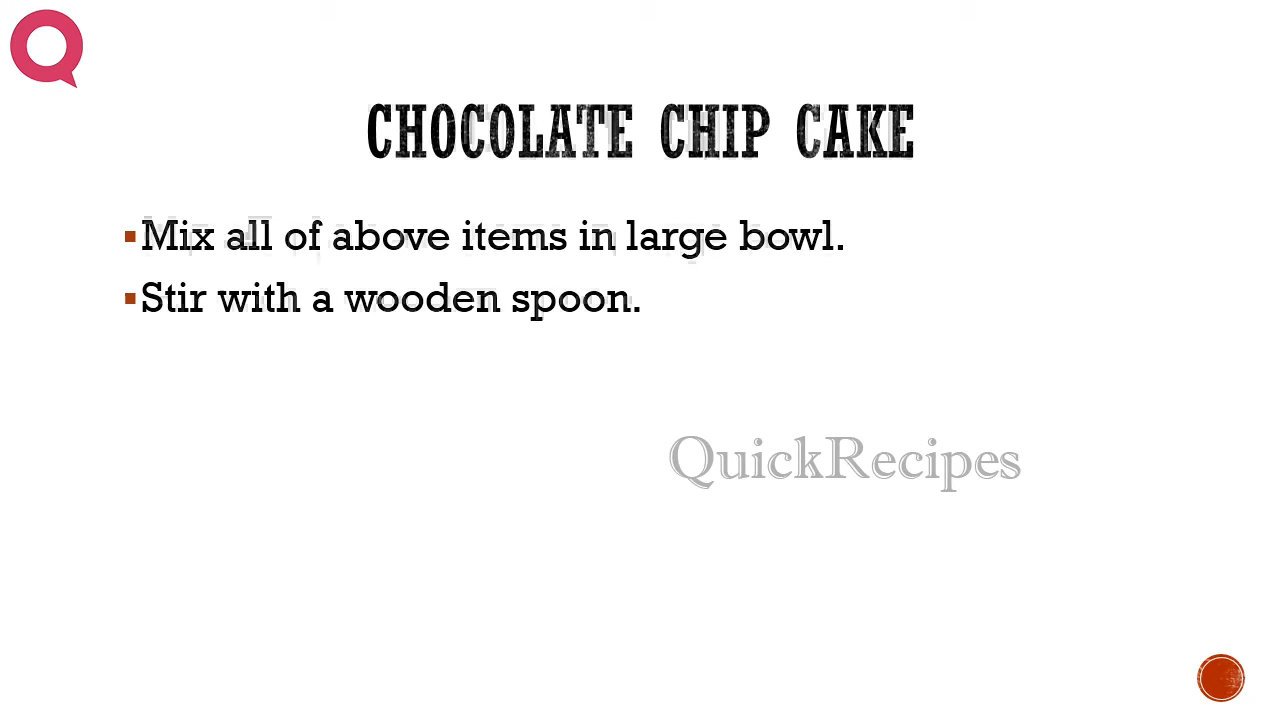 CHOCOLATE CHIP CAKE
Mix all of above items in large bowl.
Stir with a wooden spoon.
QuickRecipes